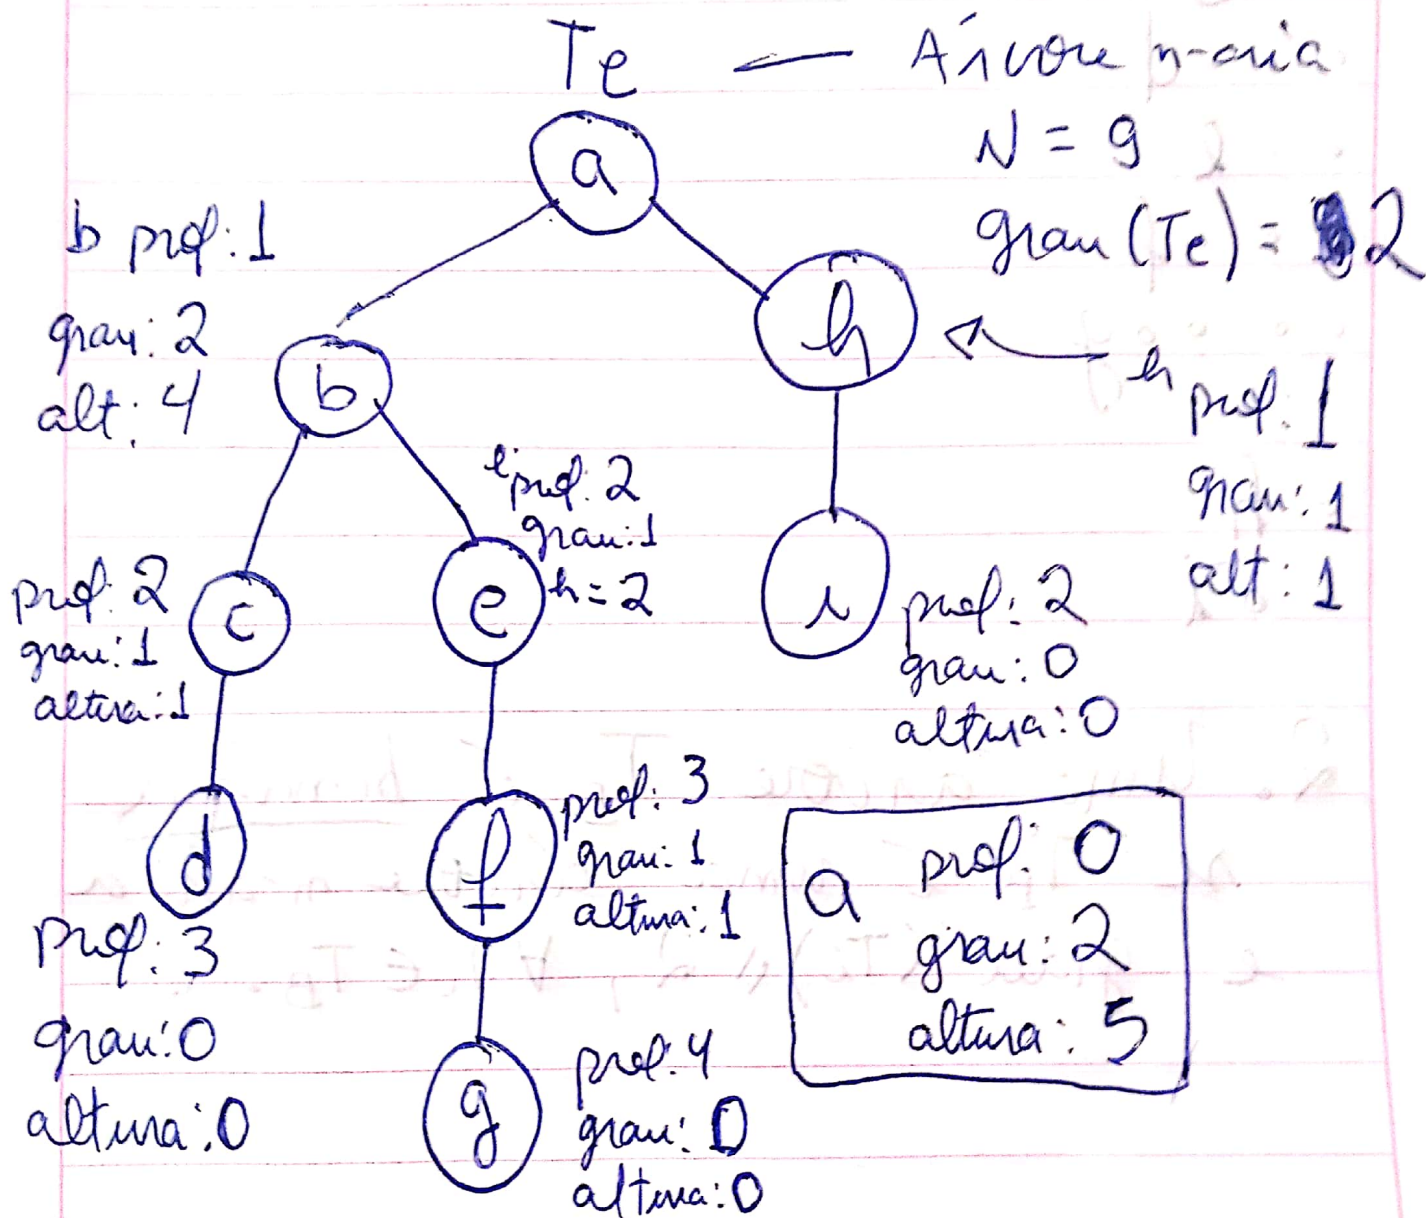 Te ← Árvore n-ária
N = 9
grau (Te) = 2
a
b prof: 1
grau: 2
alt: 4
b
h
h prof: 1
grau: 1
alt: 1
e prof: 2
grau: 1
h = 2
prof: 2
grau: 1
altura: 1
c
e
i
prof: 2
grau: 0
altura: 0
d
prof: 3
grau: 0
altura: 0
f
prof: 3
grau: 1
altura: 1
a prof: 0
grau: 2
altura: 5
g
prof: 4
grau: 0
altura: 0